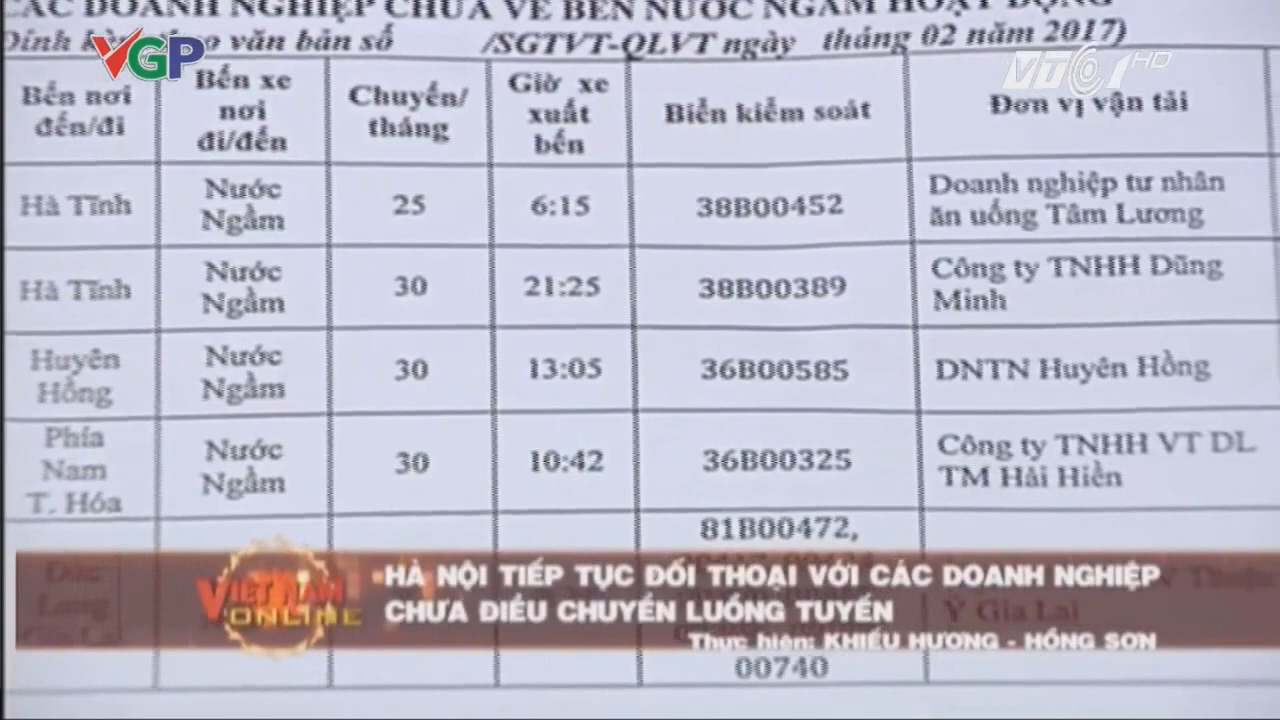 CÁC DOANH NGHIỆP CHƯA VỀ BẾN NƯỚC NGẦM HOẠT ĐỘNG
văn bản số /SGTVT-QLVT ngày tháng 02 năm 2017)
VGP
VTC1 HD
Bến nơi
đến/đi
Bến xe
nơi
đi/đến
Chuyến/
tháng
Giờ xe
xuất
bến
Biển kiểm soát
Đơn vị vận tải
Hà Tĩnh
Nước
Ngầm
25
6:15
38B00452
Doanh nghiệp tư nhân
ăn uống Tâm Lương
Hà Tĩnh
Nước
Ngầm
30
21:25
38B00389
Công ty TNHH Dũng
Minh
Huyên
Hồng
Nước
Ngầm
30
13:05
36B00585
DNTN Huyên Hồng
Phía
Nam
T. Hóa
Nước
Ngầm
30
10:42
36B00325
Công ty TNHH VT DL
TM Hải Hiền
81B00472,
Đức
Long
Ý Gia Lai
00740
VIỆT NAM
ONLINE
HÀ NỘI TIẾP TỤC ĐỐI THOẠI VỚI CÁC DOANH NGHIỆP
CHƯA ĐIỀU CHUYỂN LUỒNG TUYẾN
Thực hiện: KHIẾU HƯƠNG - HỒNG SƠN